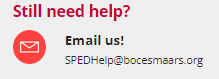 Still need help?
Email us!
SPEDHelp@bocesmaars.org